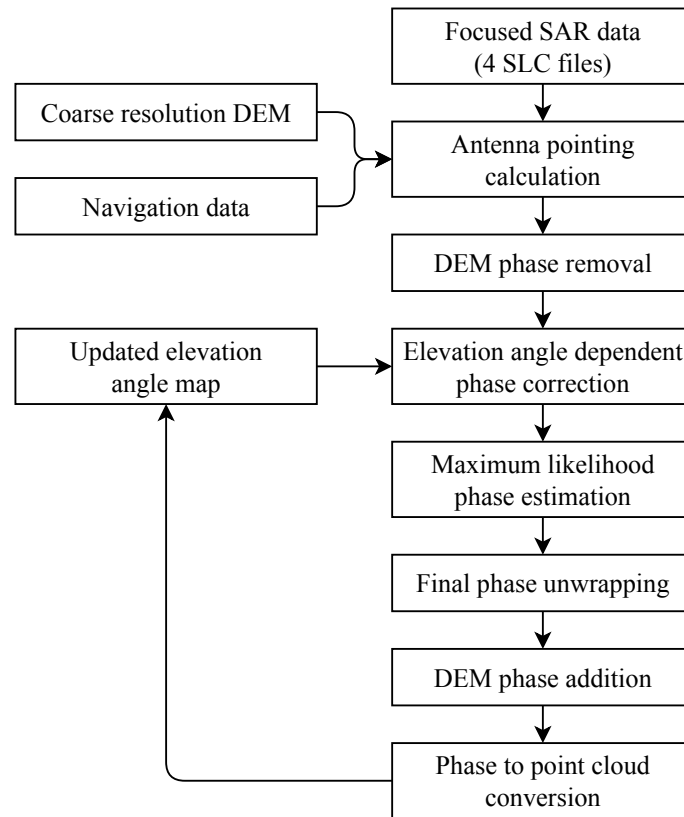 Focused SAR data
(4 SLC files)
Coarse resolution DEM
Navigation data
Antenna pointing
calculation
DEM phase removal
Updated elevation
angle map
Elevation angle dependent
phase correction
Maximum likelihood
phase estimation
Final phase unwrapping
DEM phase addition
Phase to point cloud
conversion